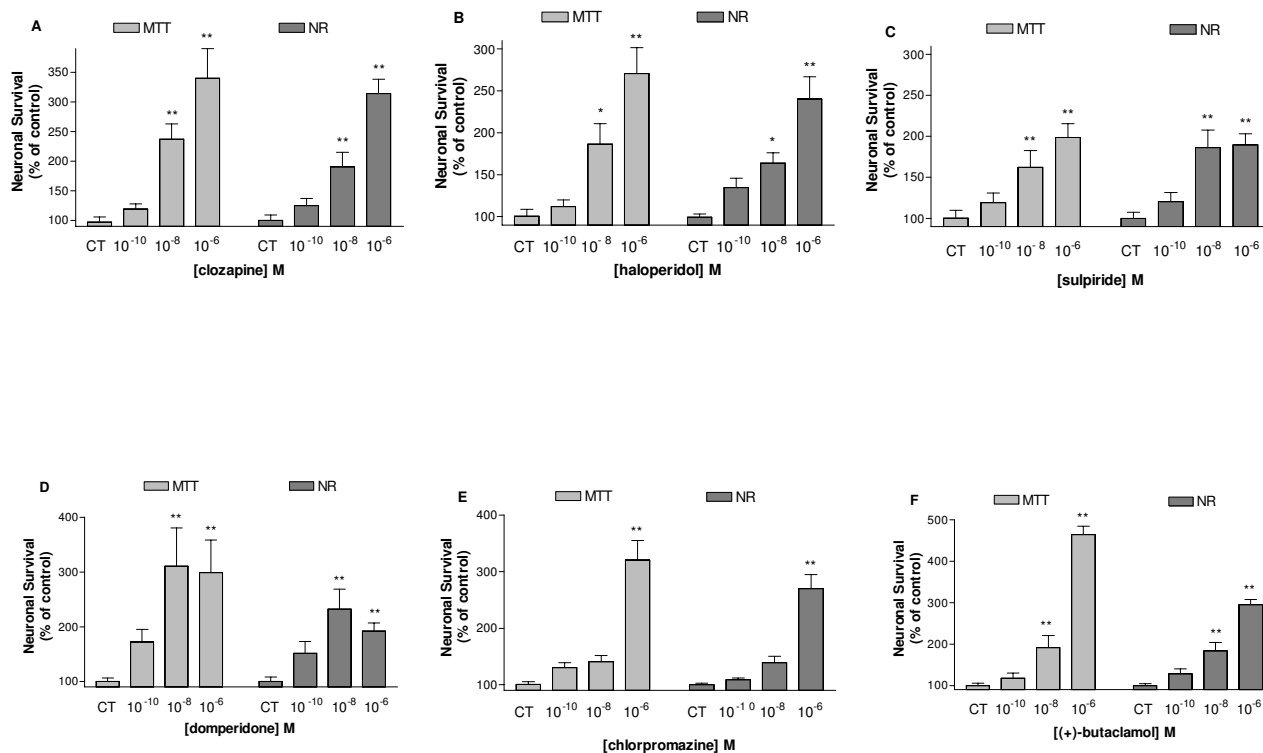 A
MTT
NR
Neuronal Survival
(% of control)
350
300
250
200
150
100
**
**
**
**
CT 10⁻¹⁰ 10⁻⁸ 10⁻⁶ CT 10⁻¹⁰ 10⁻⁸ 10⁻⁶
[clozapine] M
B
MTT
NR
Neuronal Survival
(% of control)
300
250
200
150
100
*
**
*
**
CT 10⁻¹⁰ 10⁻⁸ 10⁻⁶ CT 10⁻¹⁰ 10⁻⁸ 10⁻⁶
[haloperidol] M
C
MTT
NR
Neuronal Survival
(% of control)
300
250
200
150
100
**
**
**
**
CT 10⁻¹⁰ 10⁻⁸ 10⁻⁶ CT 10⁻¹⁰ 10⁻⁸ 10⁻⁶
[sulpiride] M
D
MTT
NR
Neuronal Survival
(% of control)
400
300
200
100
**
**
**
**
CT 10⁻¹⁰ 10⁻⁸ 10⁻⁶ CT 10⁻¹⁰ 10⁻⁸ 10⁻⁶
[domperidone] M
E
MTT
NR
Neuronal Survival
(% of control)
400
300
200
100
**
**
CT 10⁻¹⁰ 10⁻⁸ 10⁻⁶ CT 10⁻¹ ⁰ 10⁻⁸ 10⁻⁶
[chlorpromazine] M
F
MTT
NR
Neuronal Survival
(% of control)
500
400
300
200
100
**
**
**
**
CT 10⁻¹⁰ 10⁻⁸ 10⁻⁶ CT 10⁻¹⁰ 10⁻⁸ 10⁻⁶
[(+)-butaclamol] M